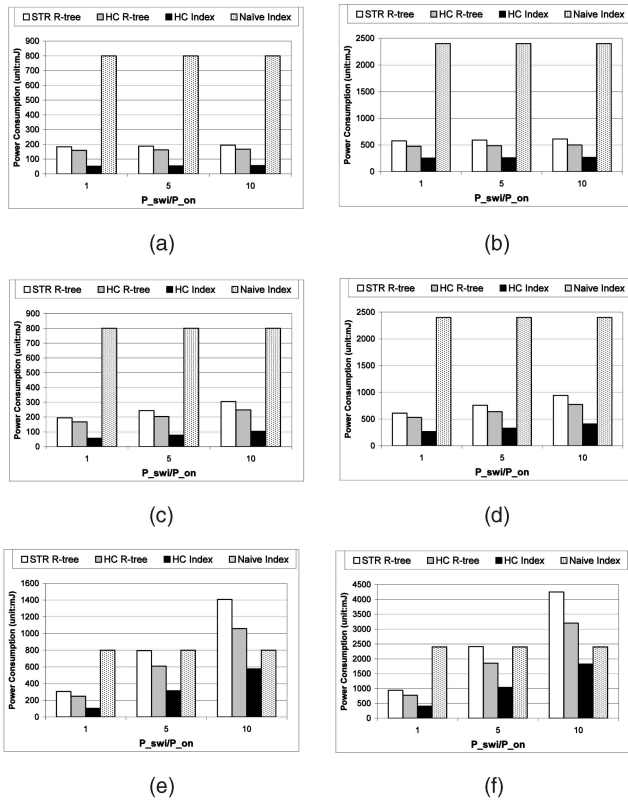 STR R-tree HC R-tree HC Index Naïve Index
Power Consumption (unit:mJ)
900
800
700
600
500
400
300
200
100
0
1 5 10
P_swi/P_on
(a)
STR R-tree HC R-tree HC Index Naive Index
Power Consumption (unit:mJ)
2500
2000
1500
1000
500
0
1 5 10
P_swi/P_on
(b)
STR R-tree HC R-tree HC Index Naive Index
Power Consumption (unit:mJ)
900
800
700
600
500
400
300
200
100
0
1 5 10
P_swi/P_on
(c)
STR R-tree HC R-tree HC Index Naive Index
Power Consumption (unit:mJ)
2500
2000
1500
1000
500
0
1 5 10
P_swi/P_on
(d)
STR R-tree HC R-tree HC Index Naive Index
Power Consumption (unit:mJ)
1600
1400
1200
1000
800
600
400
200
0
1 5 10
P_swi/P_on
(e)
STR R-tree HC R-tree HC Index Naive Index
Power Consumption (unit:mJ)
4500
4000
3500
3000
2500
2000
1500
1000
500
0
1 5 10
P_swi/P_on
(f)